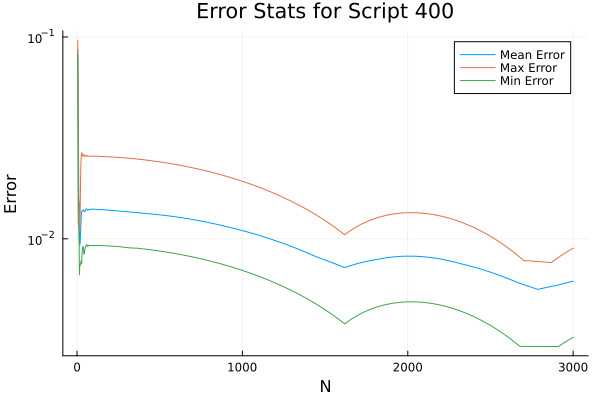 Error Stats for Script 400
10⁻¹
Mean Error
Max Error
Min Error
Error
10⁻²
0
1000
2000
3000
N